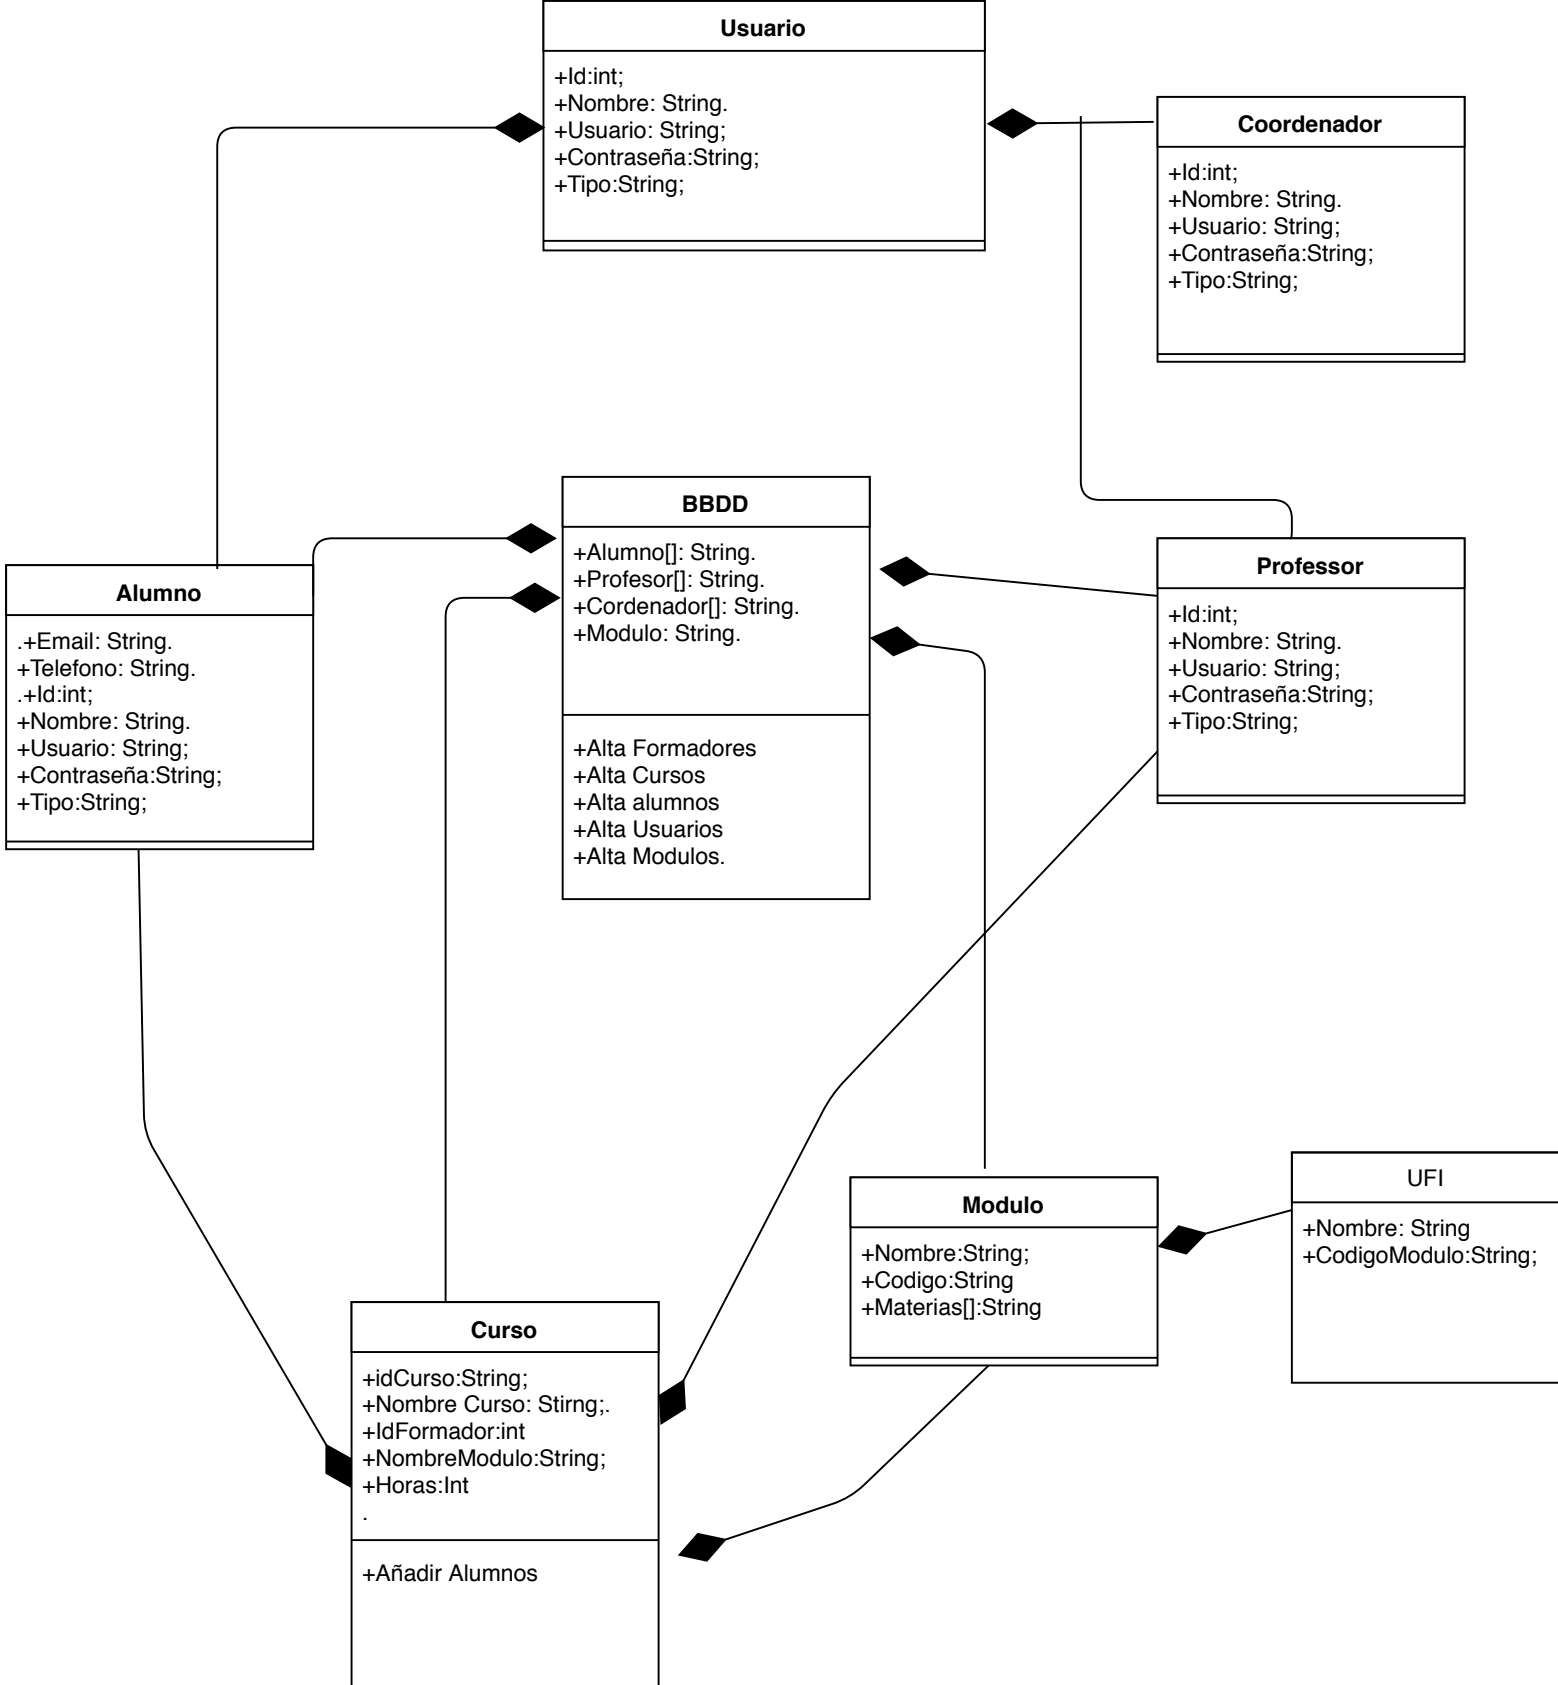 Usuario
+Id:int;
+Nombre: String.
+Usuario: String;
+Contraseña:String;
+Tipo:String;
Coordenador
+Id:int;
+Nombre: String.
+Usuario: String;
+Contraseña:String;
+Tipo:String;
BBDD
+Alumno[]: String.
+Profesor[]: String.
+Cordenador[]: String.
+Modulo: String.
+Alta Formadores
+Alta Cursos
+Alta alumnos
+Alta Usuarios
+Alta Modulos.
Alumno
.+Email: String.
+Telefono: String.
.+Id:int;
+Nombre: String.
+Usuario: String;
+Contraseña:String;
+Tipo:String;
Professor
+Id:int;
+Nombre: String.
+Usuario: String;
+Contraseña:String;
+Tipo:String;
Modulo
+Nombre:String;
+Codigo:String
+Materias[]:String
UFI
+Nombre: String
+CodigoModulo:String;
Curso
+idCurso:String;
+Nombre Curso: Stirng;.
+IdFormador:int
+NombreModulo:String;
+Horas:Int
.
+Añadir Alumnos